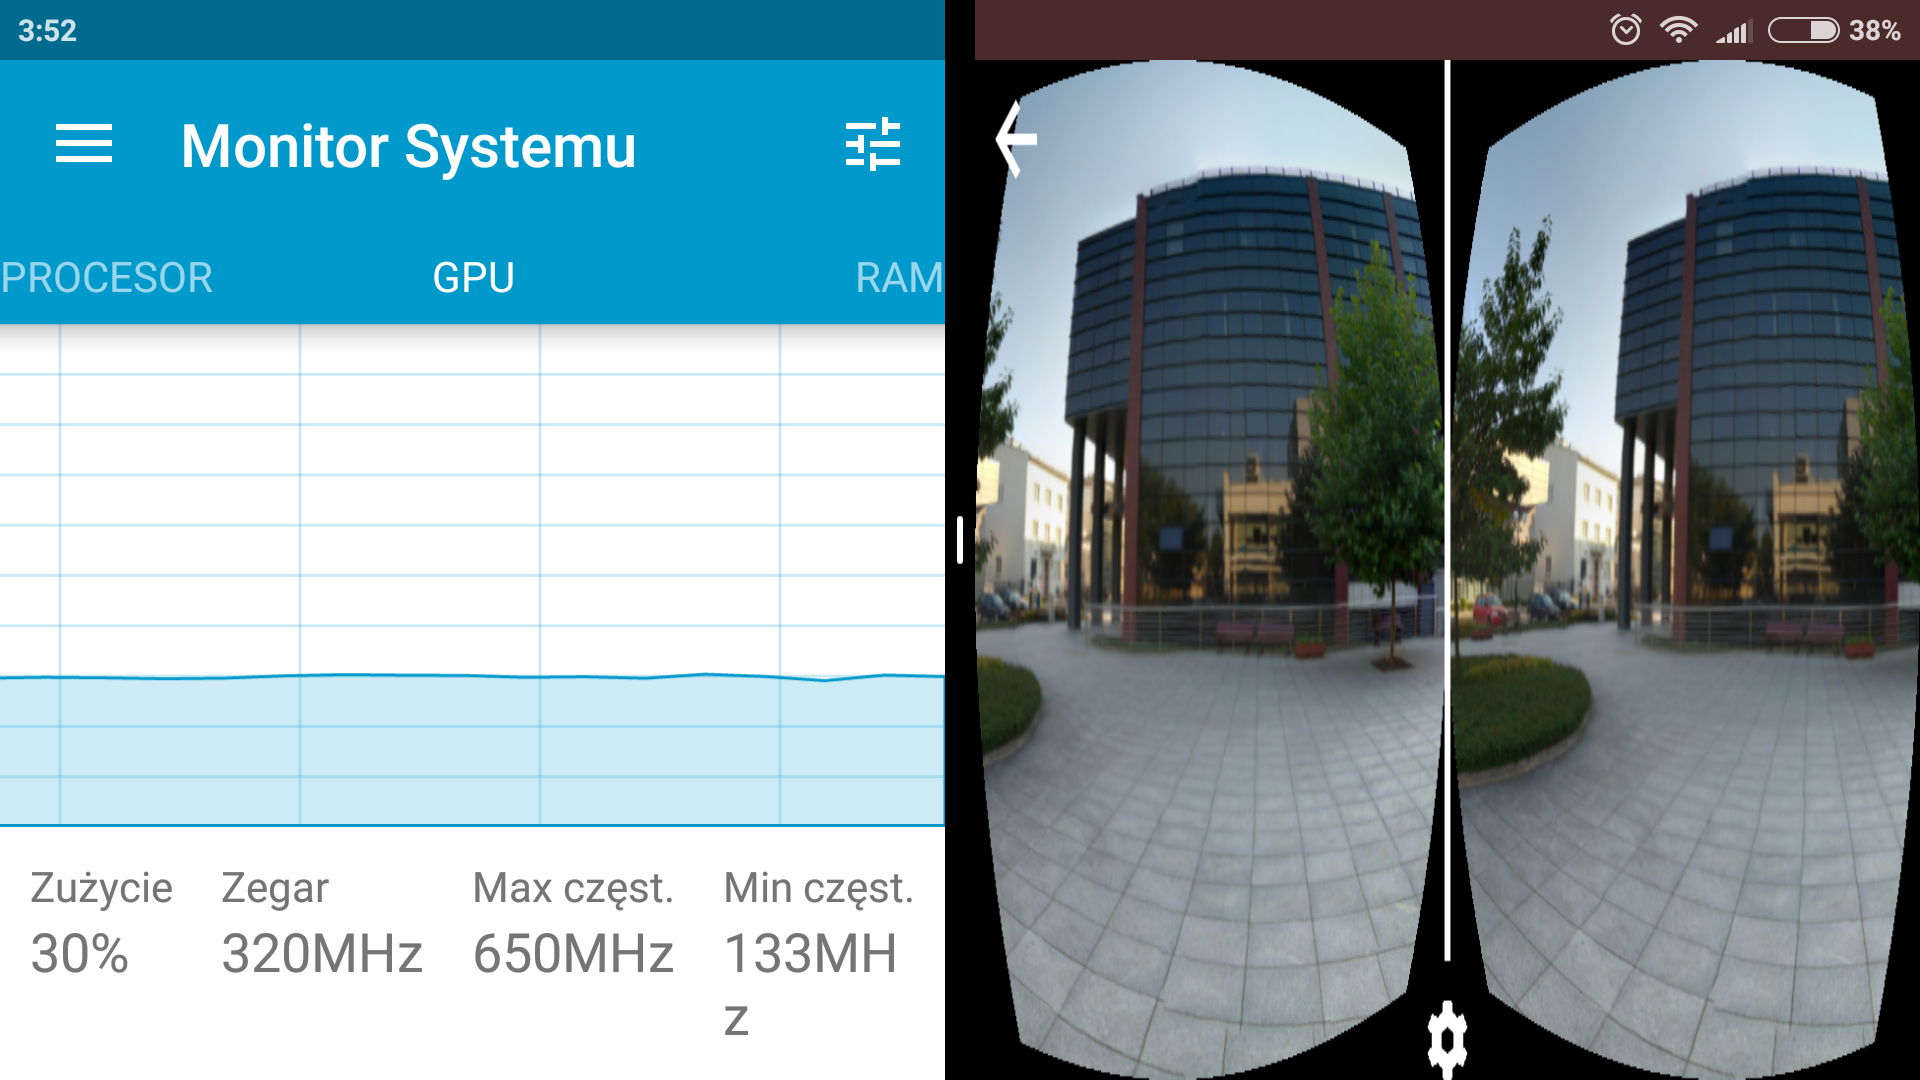 3:52
38%
Monitor Systemu
PROCESOR GPU RAM
Zużycie Zegar Max częst. Min częst.
30% 320MHz 650MHz 133MH
z